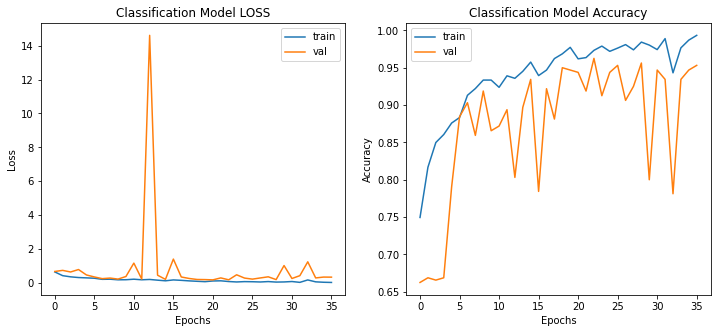 Classification Model LOSS
train
val
14
12
10
8
6
4
2
0
Loss
0 5 10 15 20 25 30 35
Epochs
Classification Model Accuracy
train
val
1.00
0.95
0.90
0.85
0.80
0.75
0.70
0.65
Accuracy
0 5 10 15 20 25 30 35
Epochs